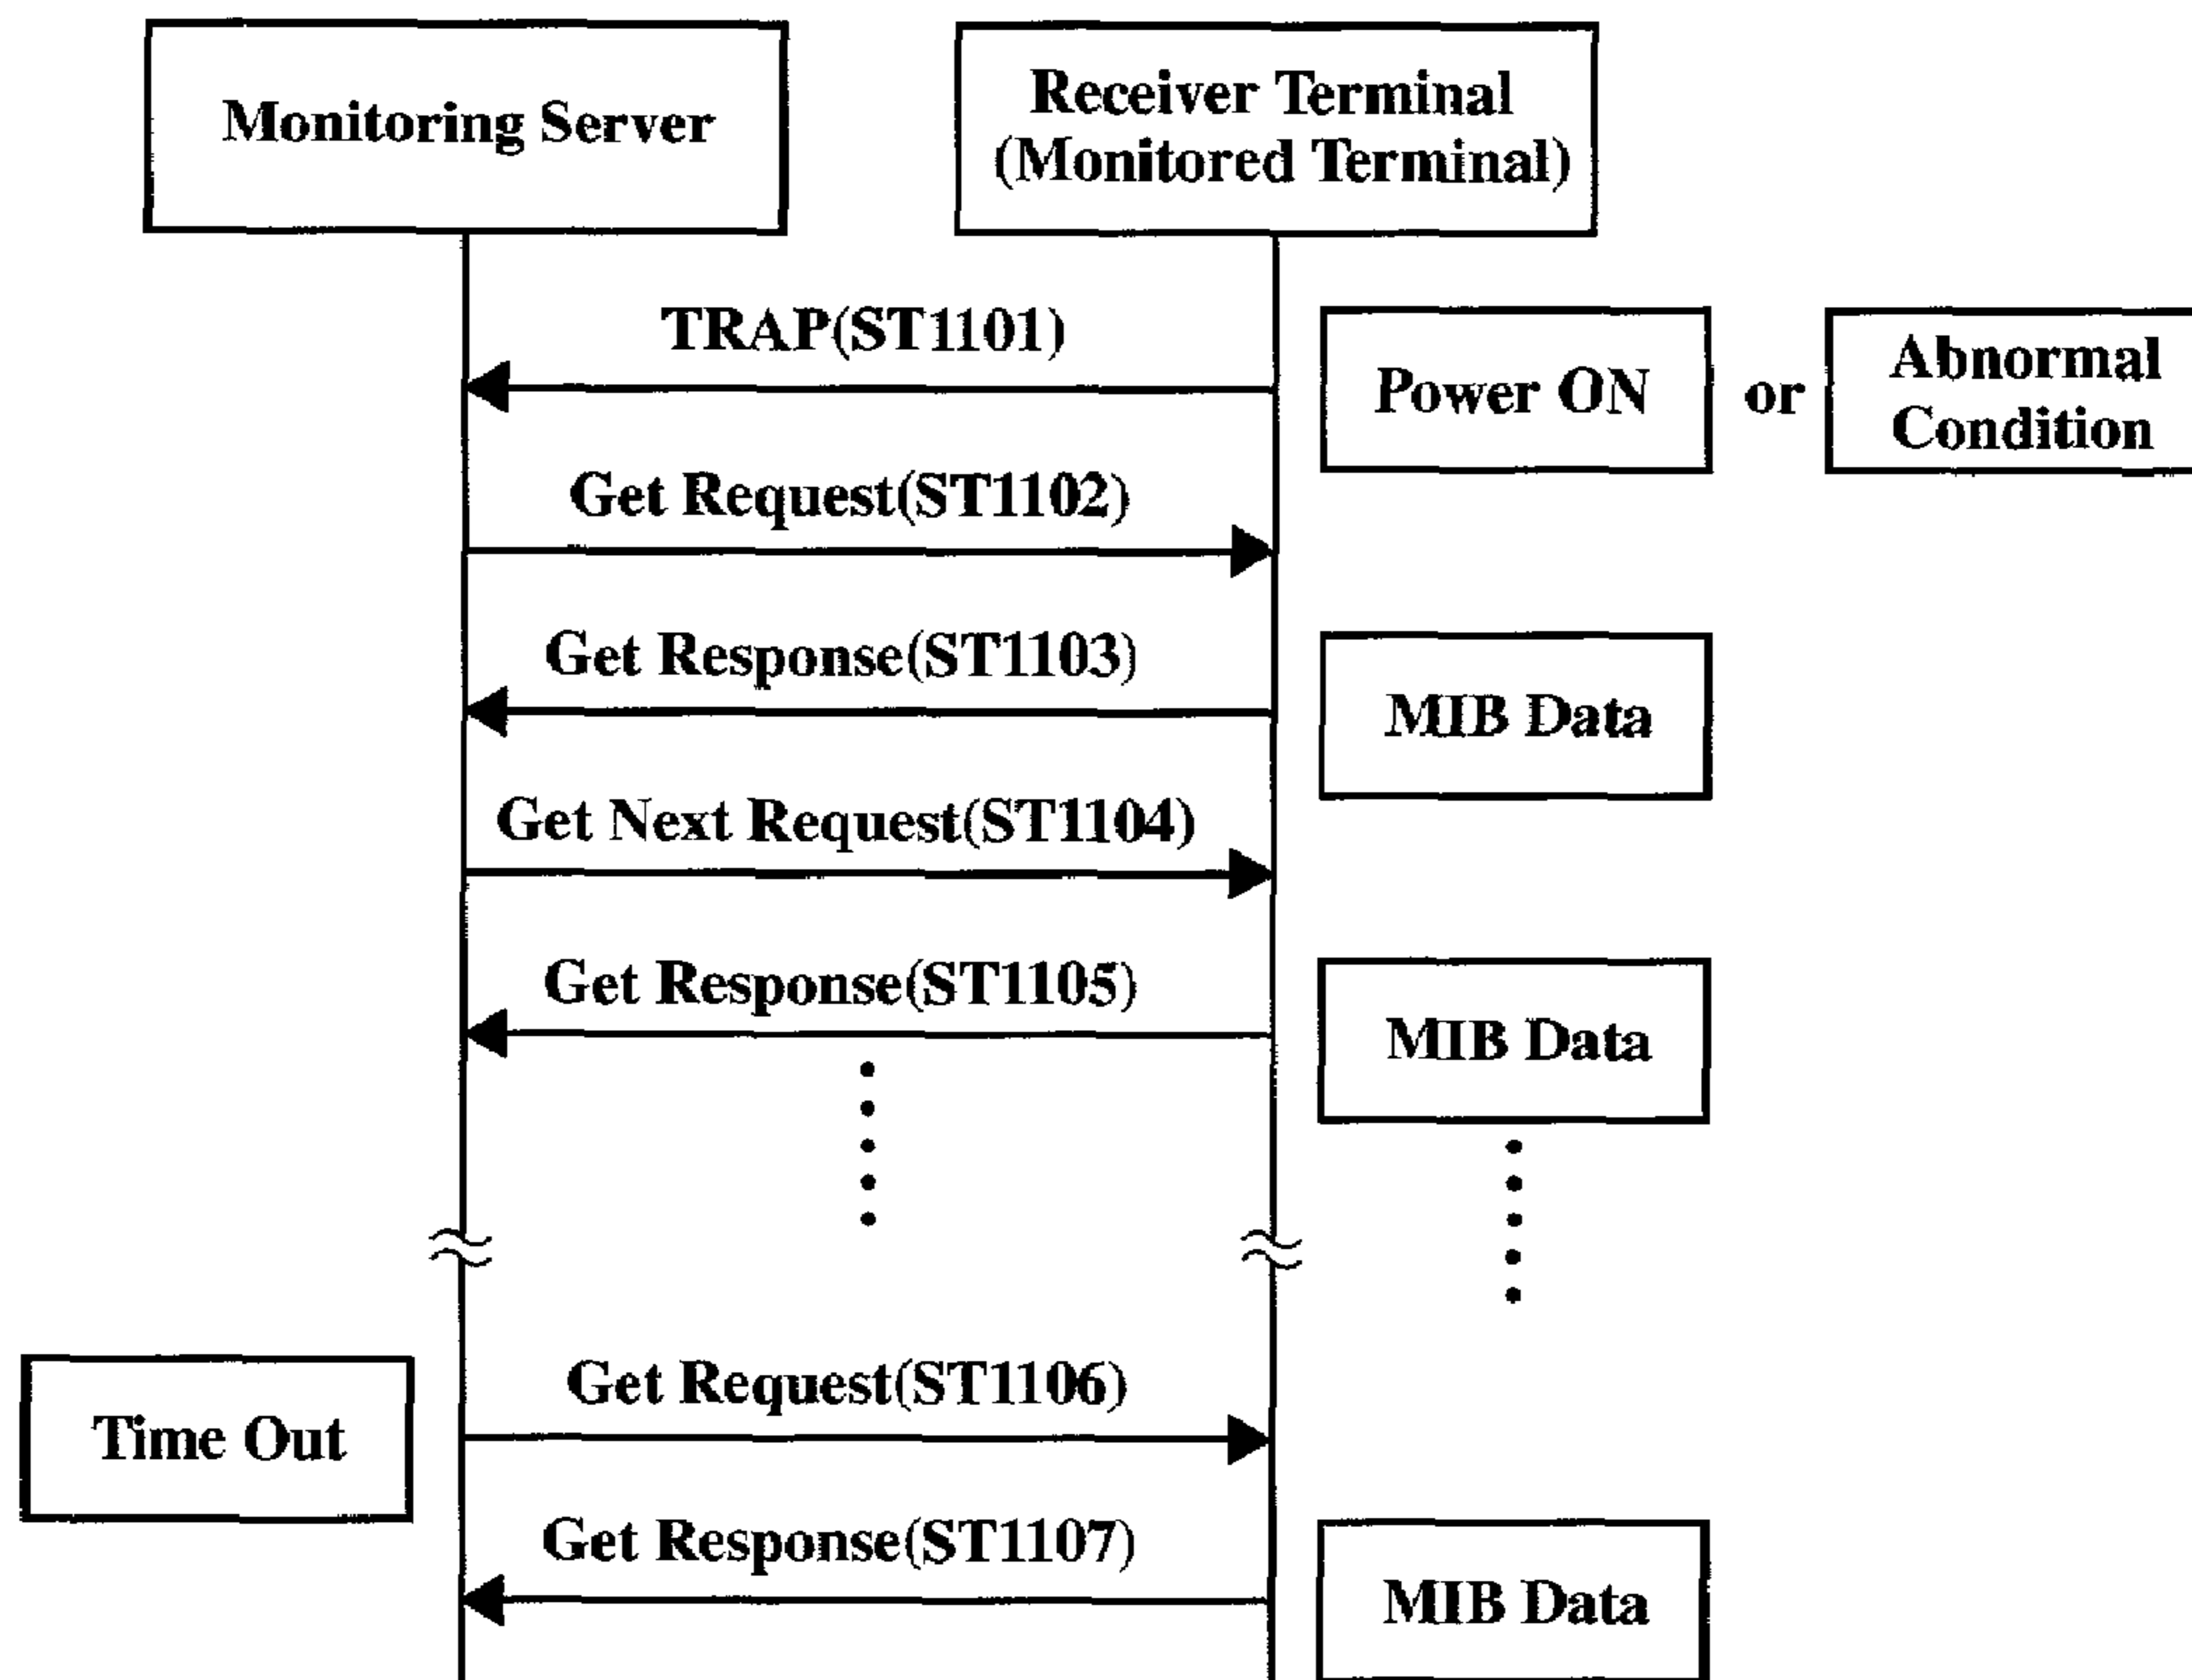 Monitoring Server
Receiver Terminal
(Monitored Terminal)
TRAP(ST1101)
Power ON
or
Abnormal
Condition
Get Request(ST1102)
Get Response(ST1103)
MIB Data
Get Next Request(ST1104)
Get Response(ST1105)
MIB Data
Get Request(ST1106)
Time Out
Get Response(ST1107)
MIB Data